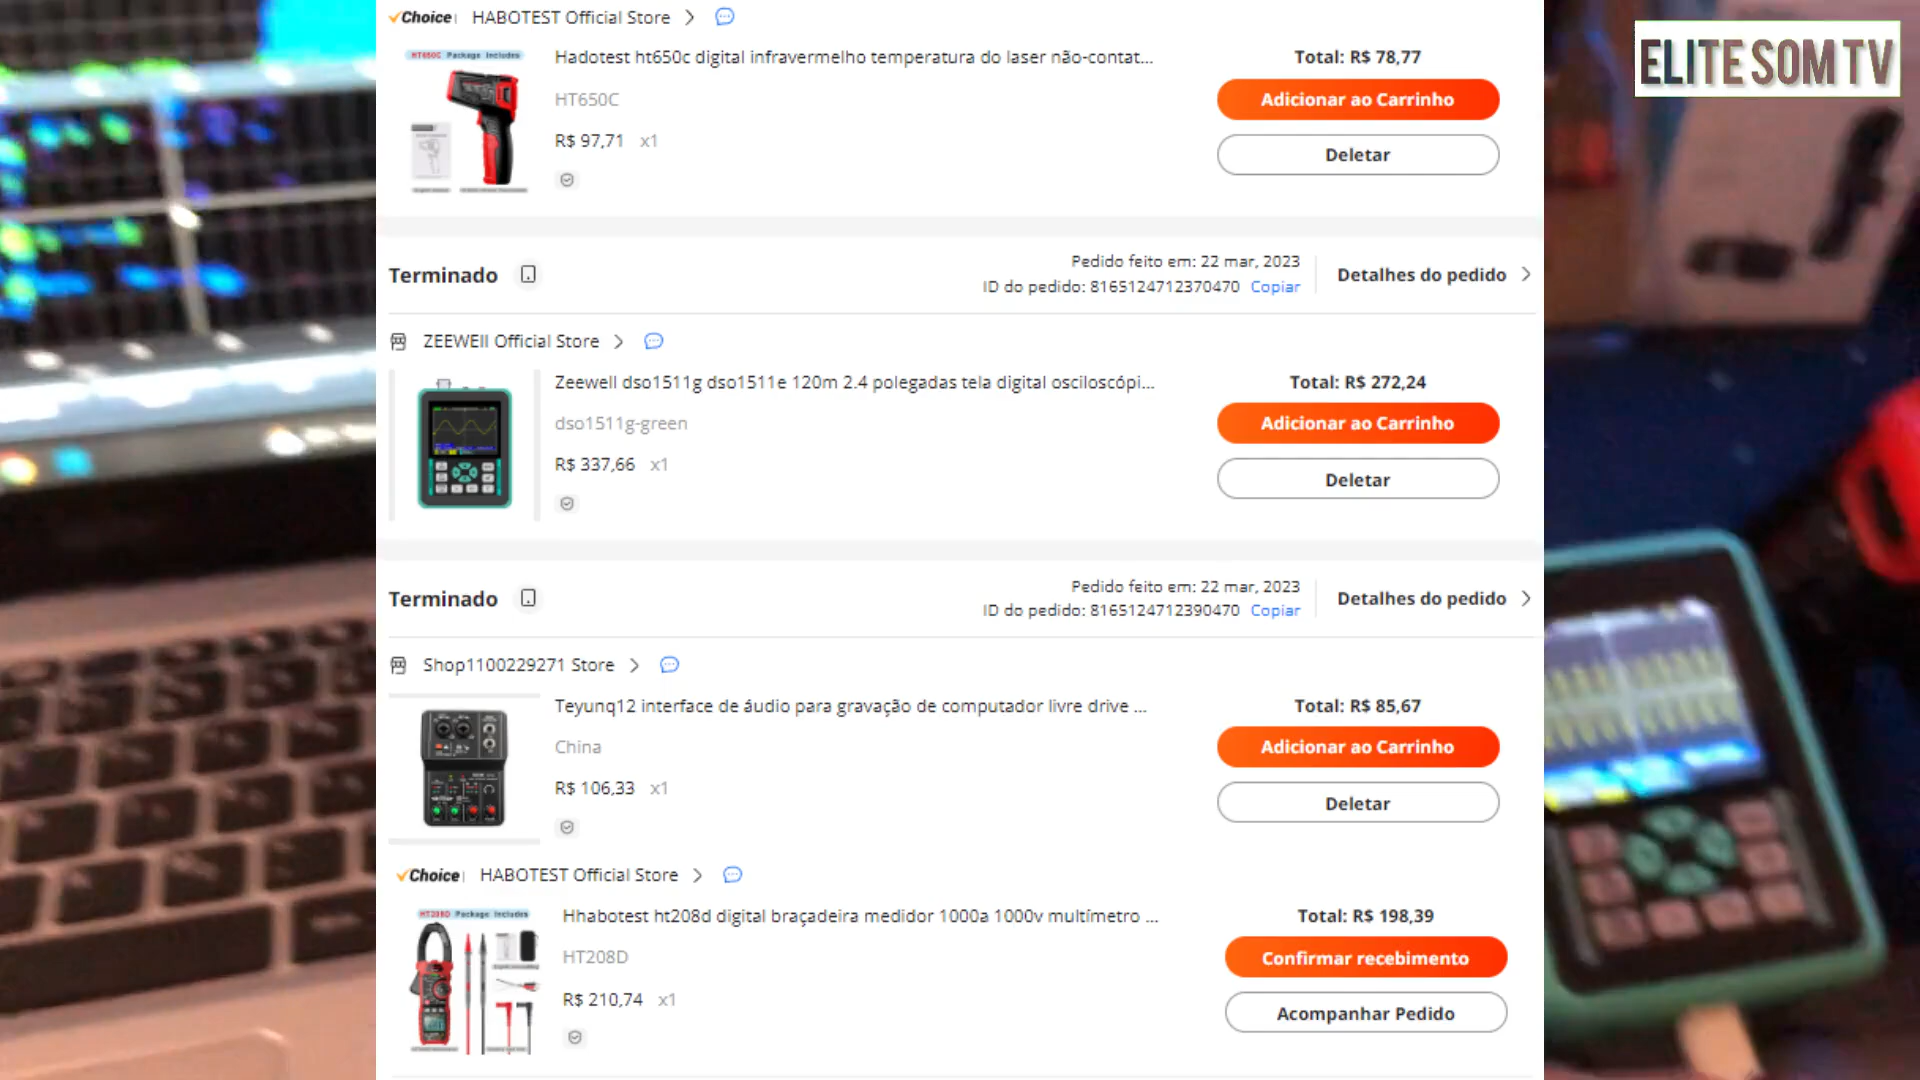 Choice
HABOTEST Official Store
ELITE SOM TV
HT650C Package Includes
Hadotest ht650c digital infravermelho temperatura do laser não-contat...
Total: R$ 78,77
HT650C
Adicionar ao Carrinho
R$ 97,71 x1
Deletar
Terminado
Pedido feito em: 22 mar, 2023
ID do pedido: 8165124712370470 Copiar
Detalhes do pedido
ZEEWEII Official Store
Zeewell dso1511g dso1511e 120m 2.4 polegadas tela digital osciloscópi...
Total: R$ 272,24
dso1511g-green
Adicionar ao Carrinho
R$ 337,66 x1
Deletar
Terminado
Pedido feito em: 22 mar, 2023
ID do pedido: 8165124712390470 Copiar
Detalhes do pedido
Shop1100229271 Store
Teyunq12 interface de áudio para gravação de computador livre drive ...
Total: R$ 85,67
China
Adicionar ao Carrinho
R$ 106,33 x1
Deletar
Choice
HABOTEST Official Store
HT208D Package Includes
Hhabotest ht208d digital braçadeira medidor 1000a 1000v multímetro ...
Total: R$ 198,39
HT208D
Confirmar recebimento
R$ 210,74 x1
Acompanhar Pedido